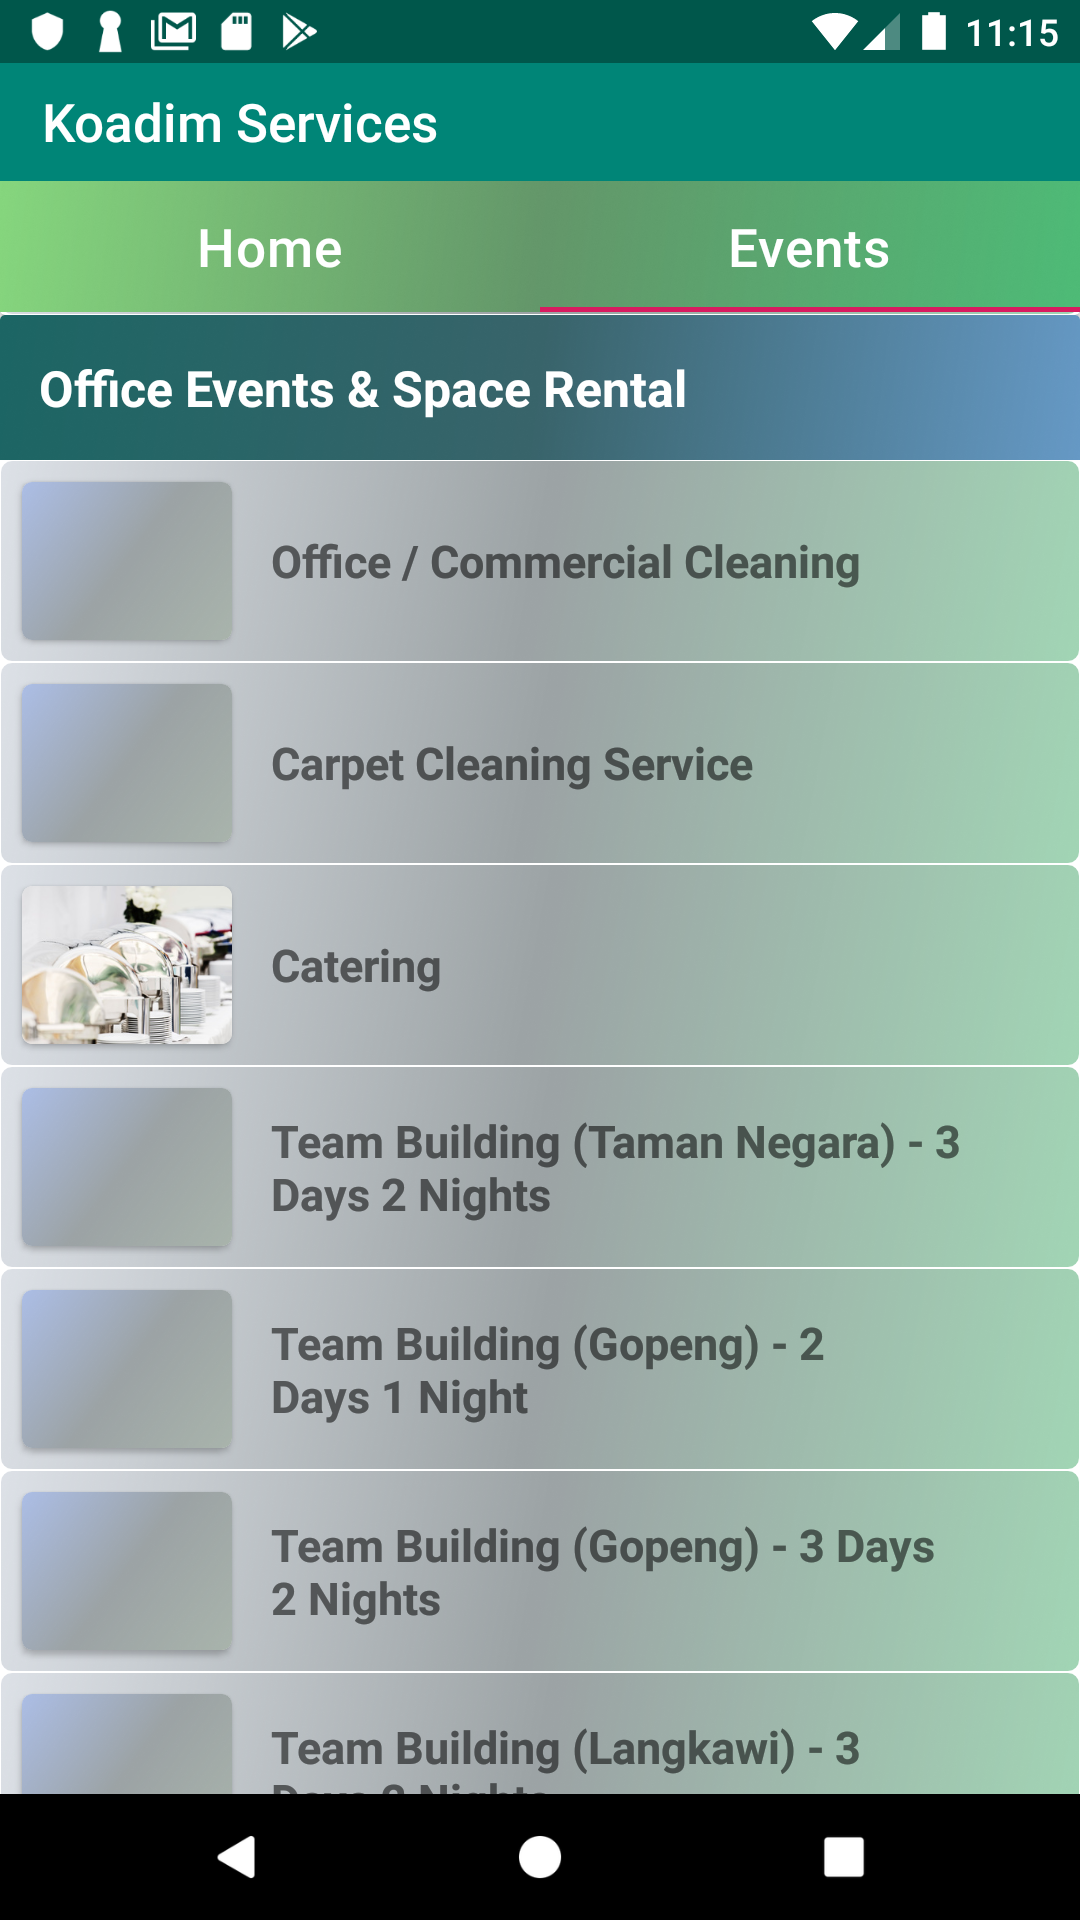 11:15
Koadim Services
Home
Events
Office Events & Space Rental
Office / Commercial Cleaning
Carpet Cleaning Service
Catering
Team Building (Taman Negara) - 3
Days 2 Nights
Team Building (Gopeng) - 2
Days 1 Night
Team Building (Gopeng) - 3 Days
2 Nights
Team Building (Langkawi) - 3